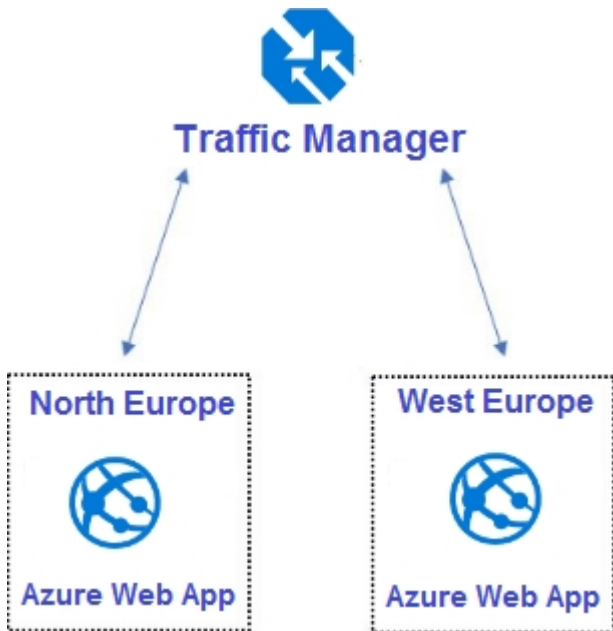 Traffic Manager
North Europe
Azure Web App
West Europe
Azure Web App